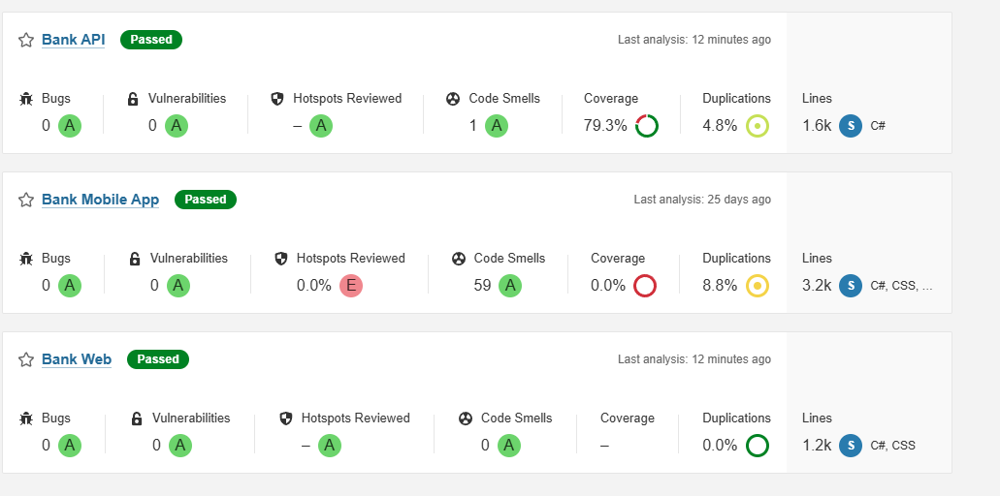 Bank API Passed Last analysis: 12 minutes ago
Bugs Vulnerabilities Hotspots Reviewed Code Smells Coverage Duplications Lines
0 A 0 A – A 1 A 79.3% 4.8% 1.6k S C#
Bank Mobile App Passed Last analysis: 25 days ago
Bugs Vulnerabilities Hotspots Reviewed Code Smells Coverage Duplications Lines
0 A 0 A 0.0% E 59 A 0.0% 8.8% 3.2k S C#, CSS, ...
Bank Web Passed Last analysis: 12 minutes ago
Bugs Vulnerabilities Hotspots Reviewed Code Smells Coverage Duplications Lines
0 A 0 A – A 0 A – 0.0% 1.2k S C#, CSS